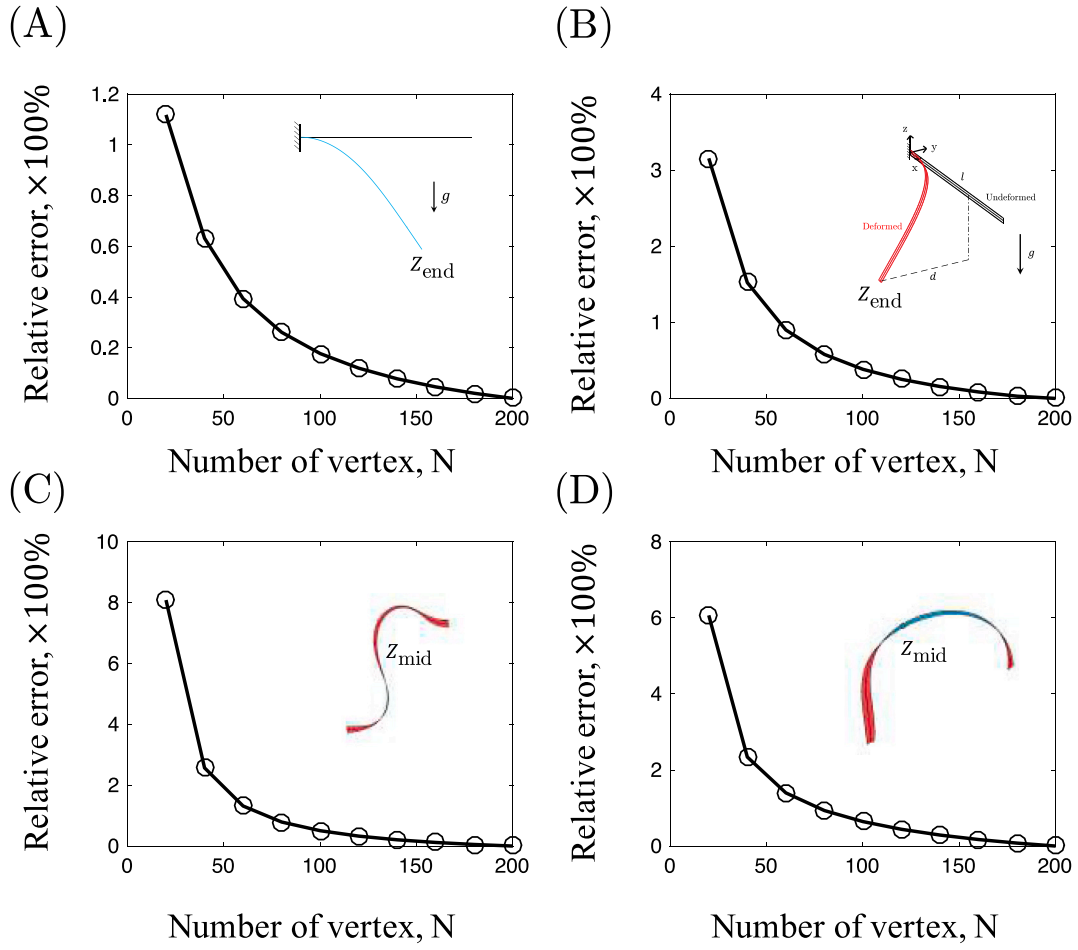 (A)
Relative error, ×100%
1.2
1
0.8
0.6
0.4
0.2
0
0 50 100 150 200
g
z_end
Number of vertex, N
(B)
Relative error, ×100%
4
3
2
1
0
0 50 100 150 200
z
y
x
l
Undeformed
Deformed
g
d
z_end
Number of vertex, N
(C)
Relative error, ×100%
10
8
6
4
2
0
0 50 100 150 200
z_mid
Number of vertex, N
(D)
Relative error, ×100%
8
6
4
2
0
0 50 100 150 200
z_mid
Number of vertex, N